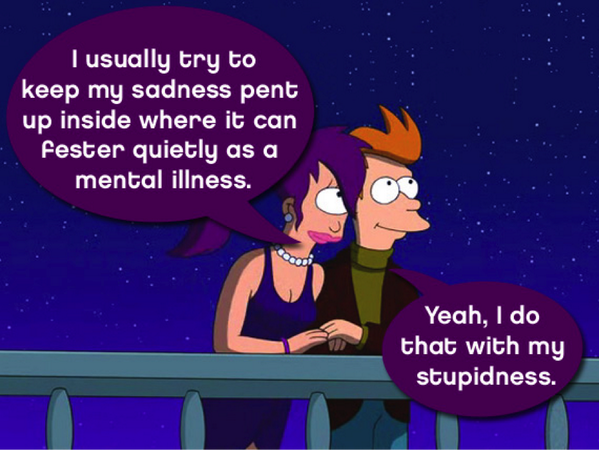 I usually try to
keep my sadness pent
up inside where it can
fester quietly as a
mental illness.
Yeah, I do
that with my
stupidness.